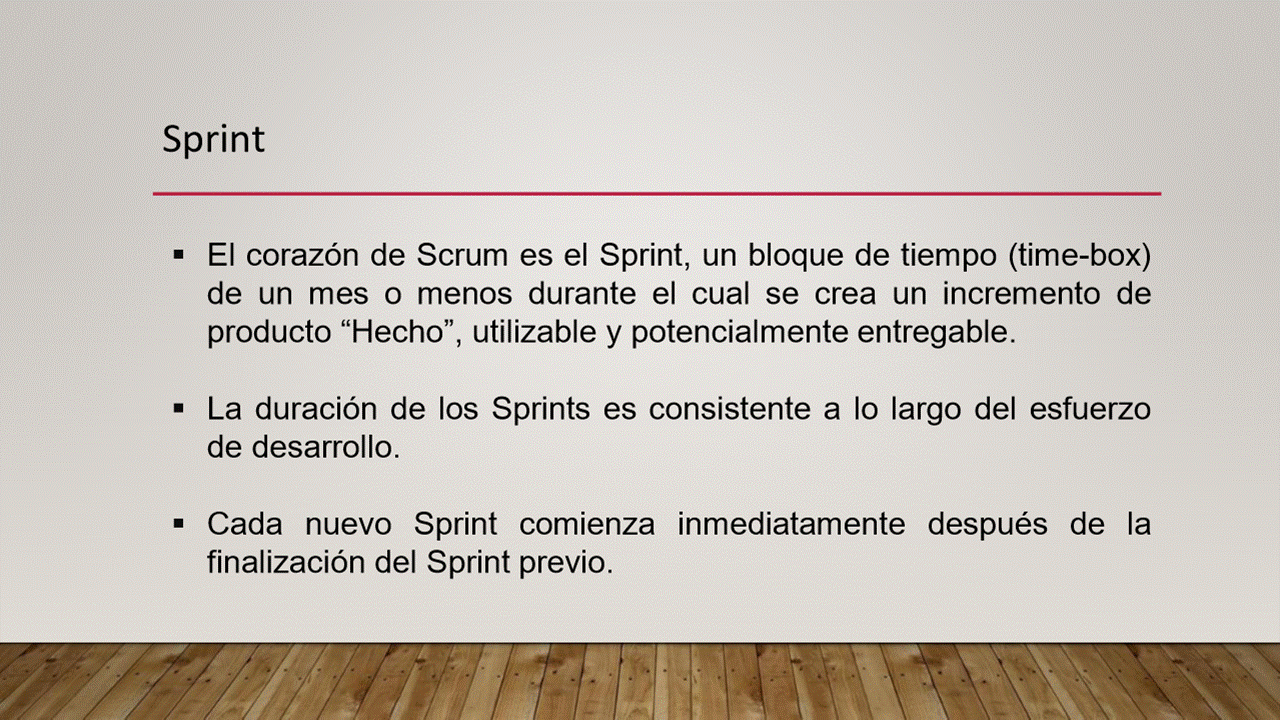 Sprint
▪ El corazón de Scrum es el Sprint, un bloque de tiempo (time-box)
de un mes o menos durante el cual se crea un incremento de
producto “Hecho”, utilizable y potencialmente entregable.
▪ La duración de los Sprints es consistente a lo largo del esfuerzo
de desarrollo.
▪ Cada nuevo Sprint comienza inmediatamente después de la
finalización del Sprint previo.